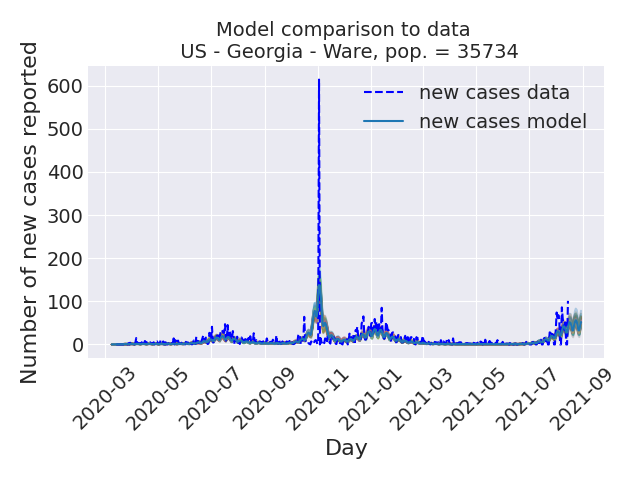 Model comparison to data
US - Georgia - Ware, pop. = 35734
Number of new cases reported
600
500
400
300
200
100
0
new cases data
new cases model
2020-03
2020-05
2020-07
2020-09
2020-11
2021-01
2021-03
2021-05
2021-07
2021-09
Day